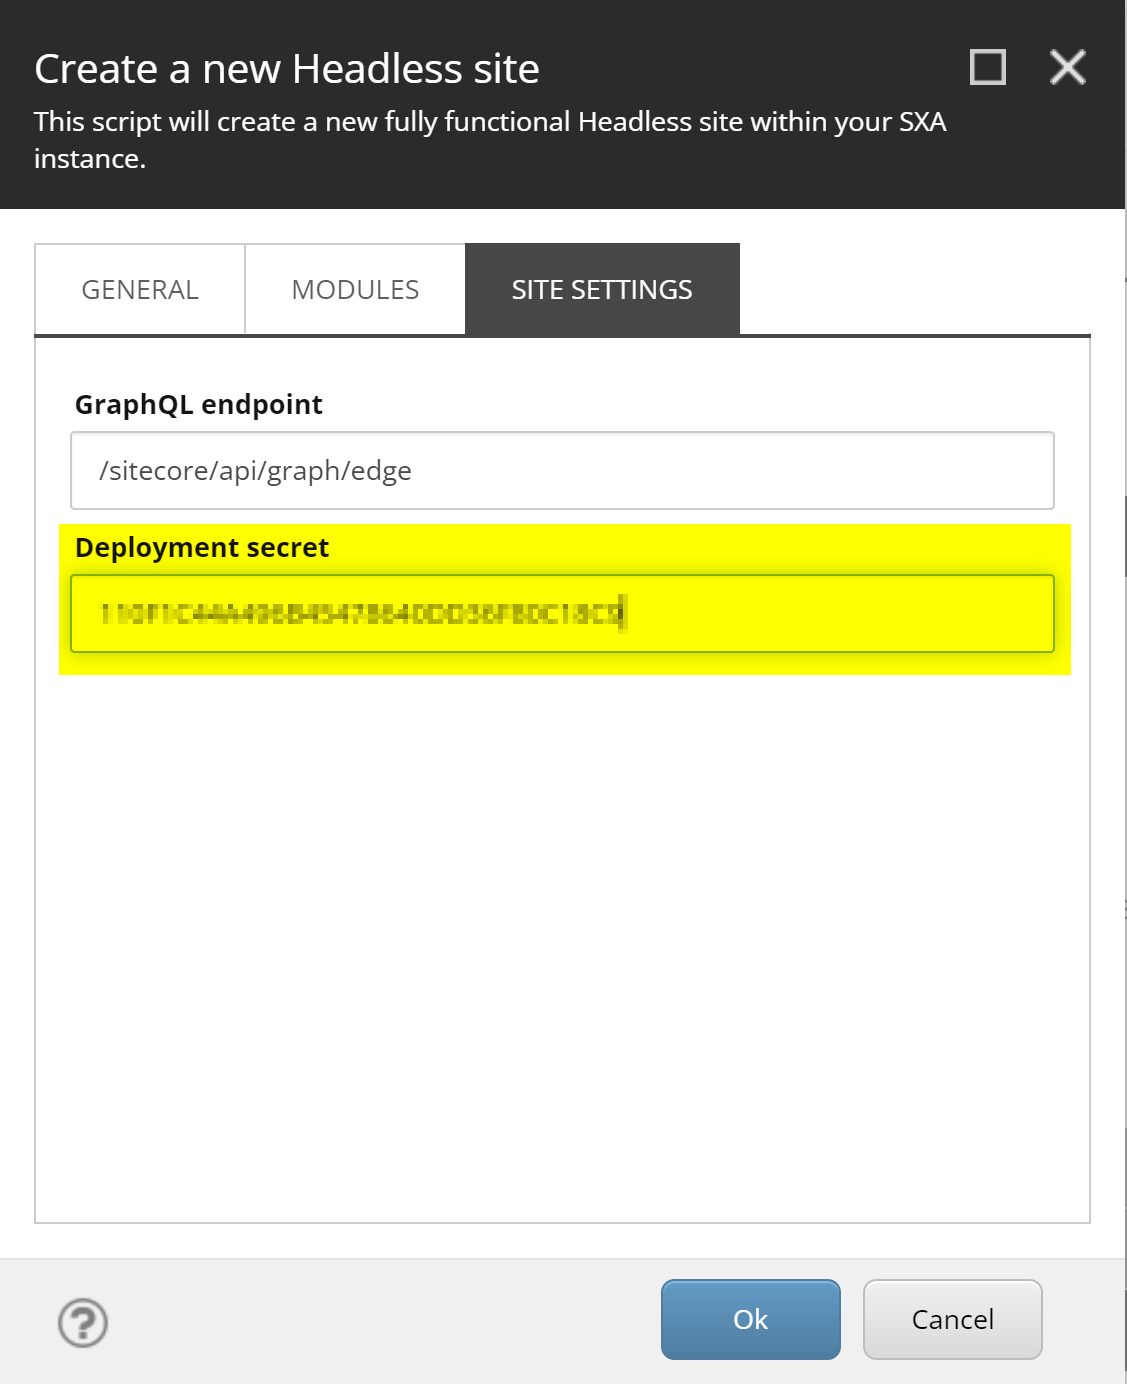 Create a new Headless site
This script will create a new fully functional Headless site within your SXA
instance.
GENERAL
MODULES
SITE SETTINGS
GraphQL endpoint
/sitecore/api/graph/edge
Deployment secret
Ok
Cancel